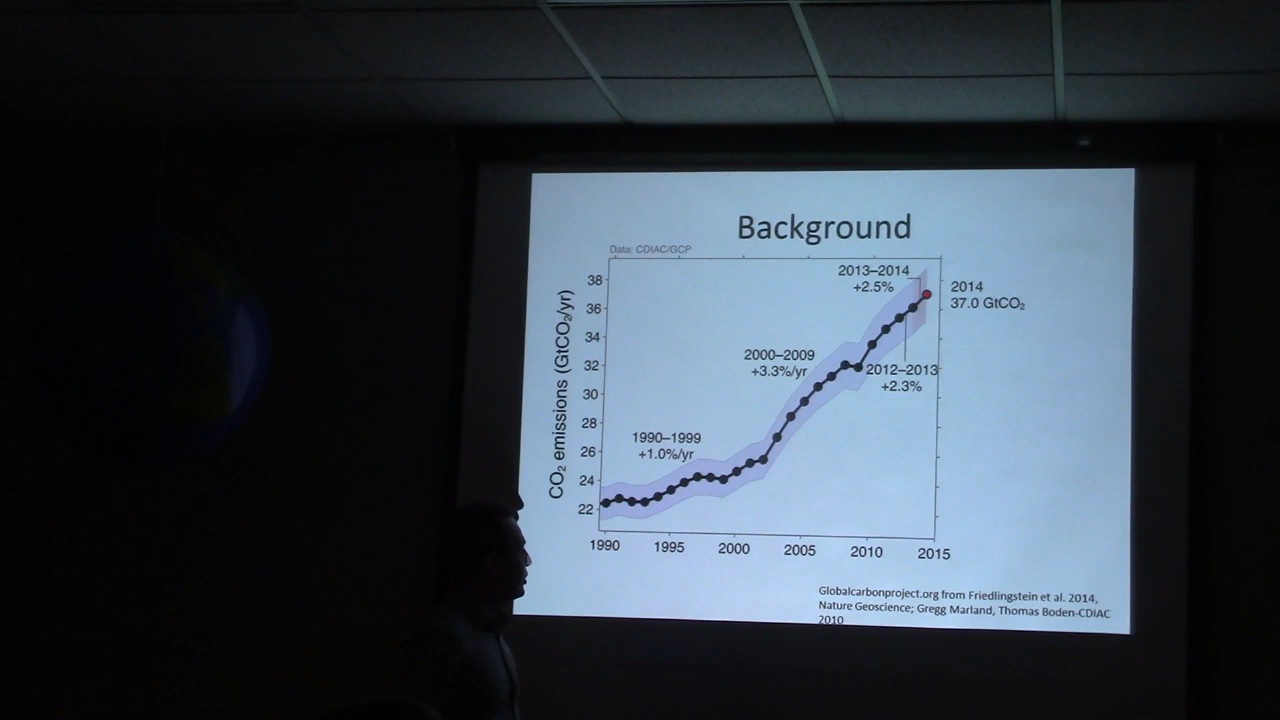 Background
Data: CDIAC/GCP
CO₂ emissions (GtCO₂/yr)
38
36
34
32
30
28
26
24
22
1990
1995
2000
2005
2010
2015
1990–1999
+1.0%/yr
2000–2009
+3.3%/yr
2013–2014
+2.5%
2012–2013
+2.3%
2014
37.0 GtCO₂
Globalcarbonproject.org from Friedlingstein et al. 2014,
Nature Geoscience; Gregg Marland, Thomas Boden-CDIAC
2010